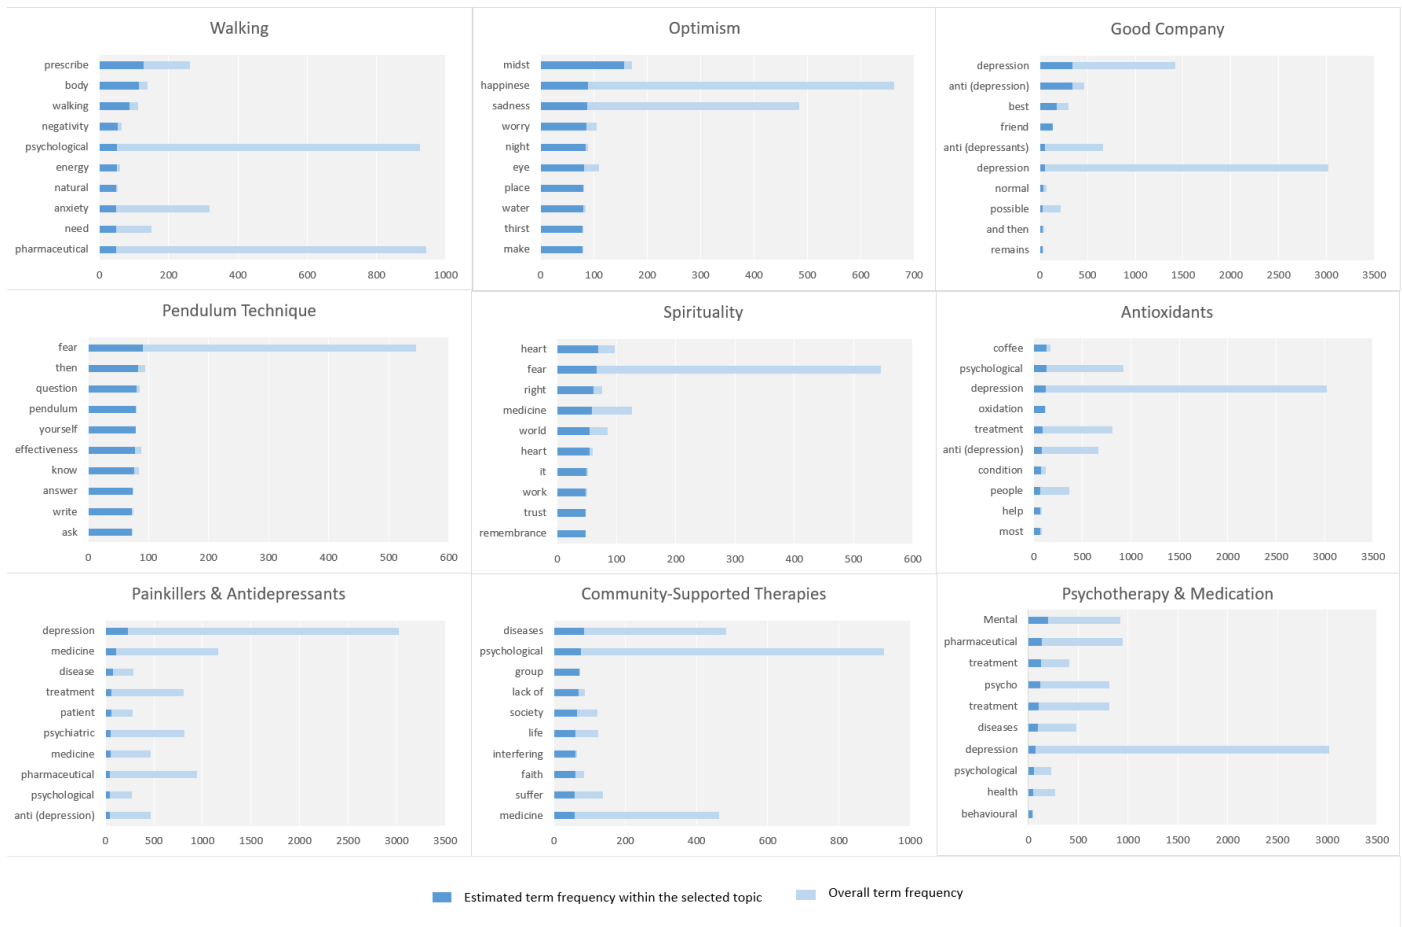 Walking
prescribe
body
walking
negativity
psychological
energy
natural
anxiety
need
pharmaceutical
0 200 400 600 800 1000
Optimism
midst
happinese
sadness
worry
night
eye
place
water
thirst
make
0 100 200 300 400 500 600 700
Good Company
depression
anti (depression)
best
friend
anti (depressants)
depression
normal
possible
and then
remains
0 500 1000 1500 2000 2500 3000 3500
Pendulum Technique
fear
then
question
pendulum
yourself
effectiveness
know
answer
write
ask
0 100 200 300 400 500 600
Spirituality
heart
fear
right
medicine
world
heart
it
work
trust
remembrance
0 100 200 300 400 500 600
Antioxidants
coffee
psychological
depression
oxidation
treatment
anti (depression)
condition
people
help
most
0 500 1000 1500 2000 2500 3000 3500
Painkillers & Antidepressants
depression
medicine
disease
treatment
patient
psychiatric
medicine
pharmaceutical
psychological
anti (depression)
0 500 1000 1500 2000 2500 3000 3500
Community-Supported Therapies
diseases
psychological
group
lack of
society
life
interfering
faith
suffer
medicine
0 200 400 600 800 1000
Psychotherapy & Medication
Mental
pharmaceutical
treatment
psycho
treatment
diseases
depression
psychological
health
behavioural
0 500 1000 1500 2000 2500 3000 3500
Estimated term frequency within the selected topic
Overall term frequency